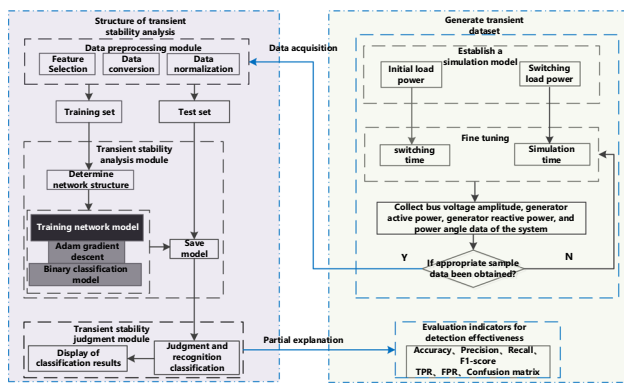 Structure of transient
stability analysis
Data preprocessing module
Feature
Selection
Data
conversion
Data
normalization
Training set
Test set
Transient stability
analysis module
Determine
network structure
Training network model
Adam gradient
descent
Binary classification
model
Save
model
Transient stability
judgment module
Display of
classification results
Judgment and
recognition
classification
Data acquisition
Partial explanation
Generate transient
dataset
Establish a
simulation model
Initial load
power
Switching
load power
Fine tuning
switching
time
Simulation
time
Collect bus voltage amplitude, generator
active power, generator reactive power, and
power angle data of the system
Y
N
If appropriate sample
data been obtained?
Evaluation indicators for
detection effectiveness
Accuracy、Precision、Recall、
F1-score
TPR、FPR、Confusion matrix